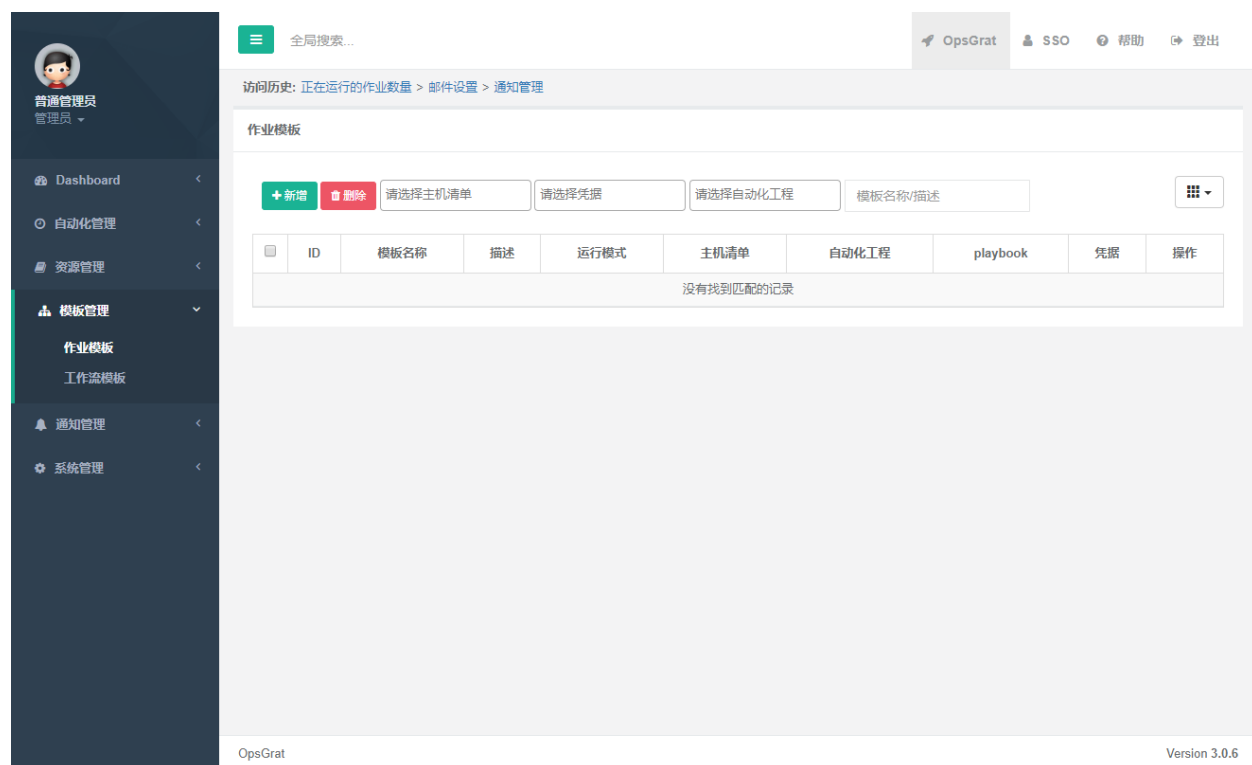 全局搜索...
OpsGrat
SSO
帮助
登出
普通管理员
管理员
访问历史: 正在运行的作业数量 > 邮件设置 > 通知管理
作业模板
Dashboard
自动化管理
资源管理
模板管理
作业模板
工作流模板
通知管理
系统管理
新增
删除
请选择主机清单
请选择凭据
请选择自动化工程
模板名称/描述
ID
模板名称
描述
运行模式
主机清单
自动化工程
playbook
凭据
操作
没有找到匹配的记录
OpsGrat
Version 3.0.6